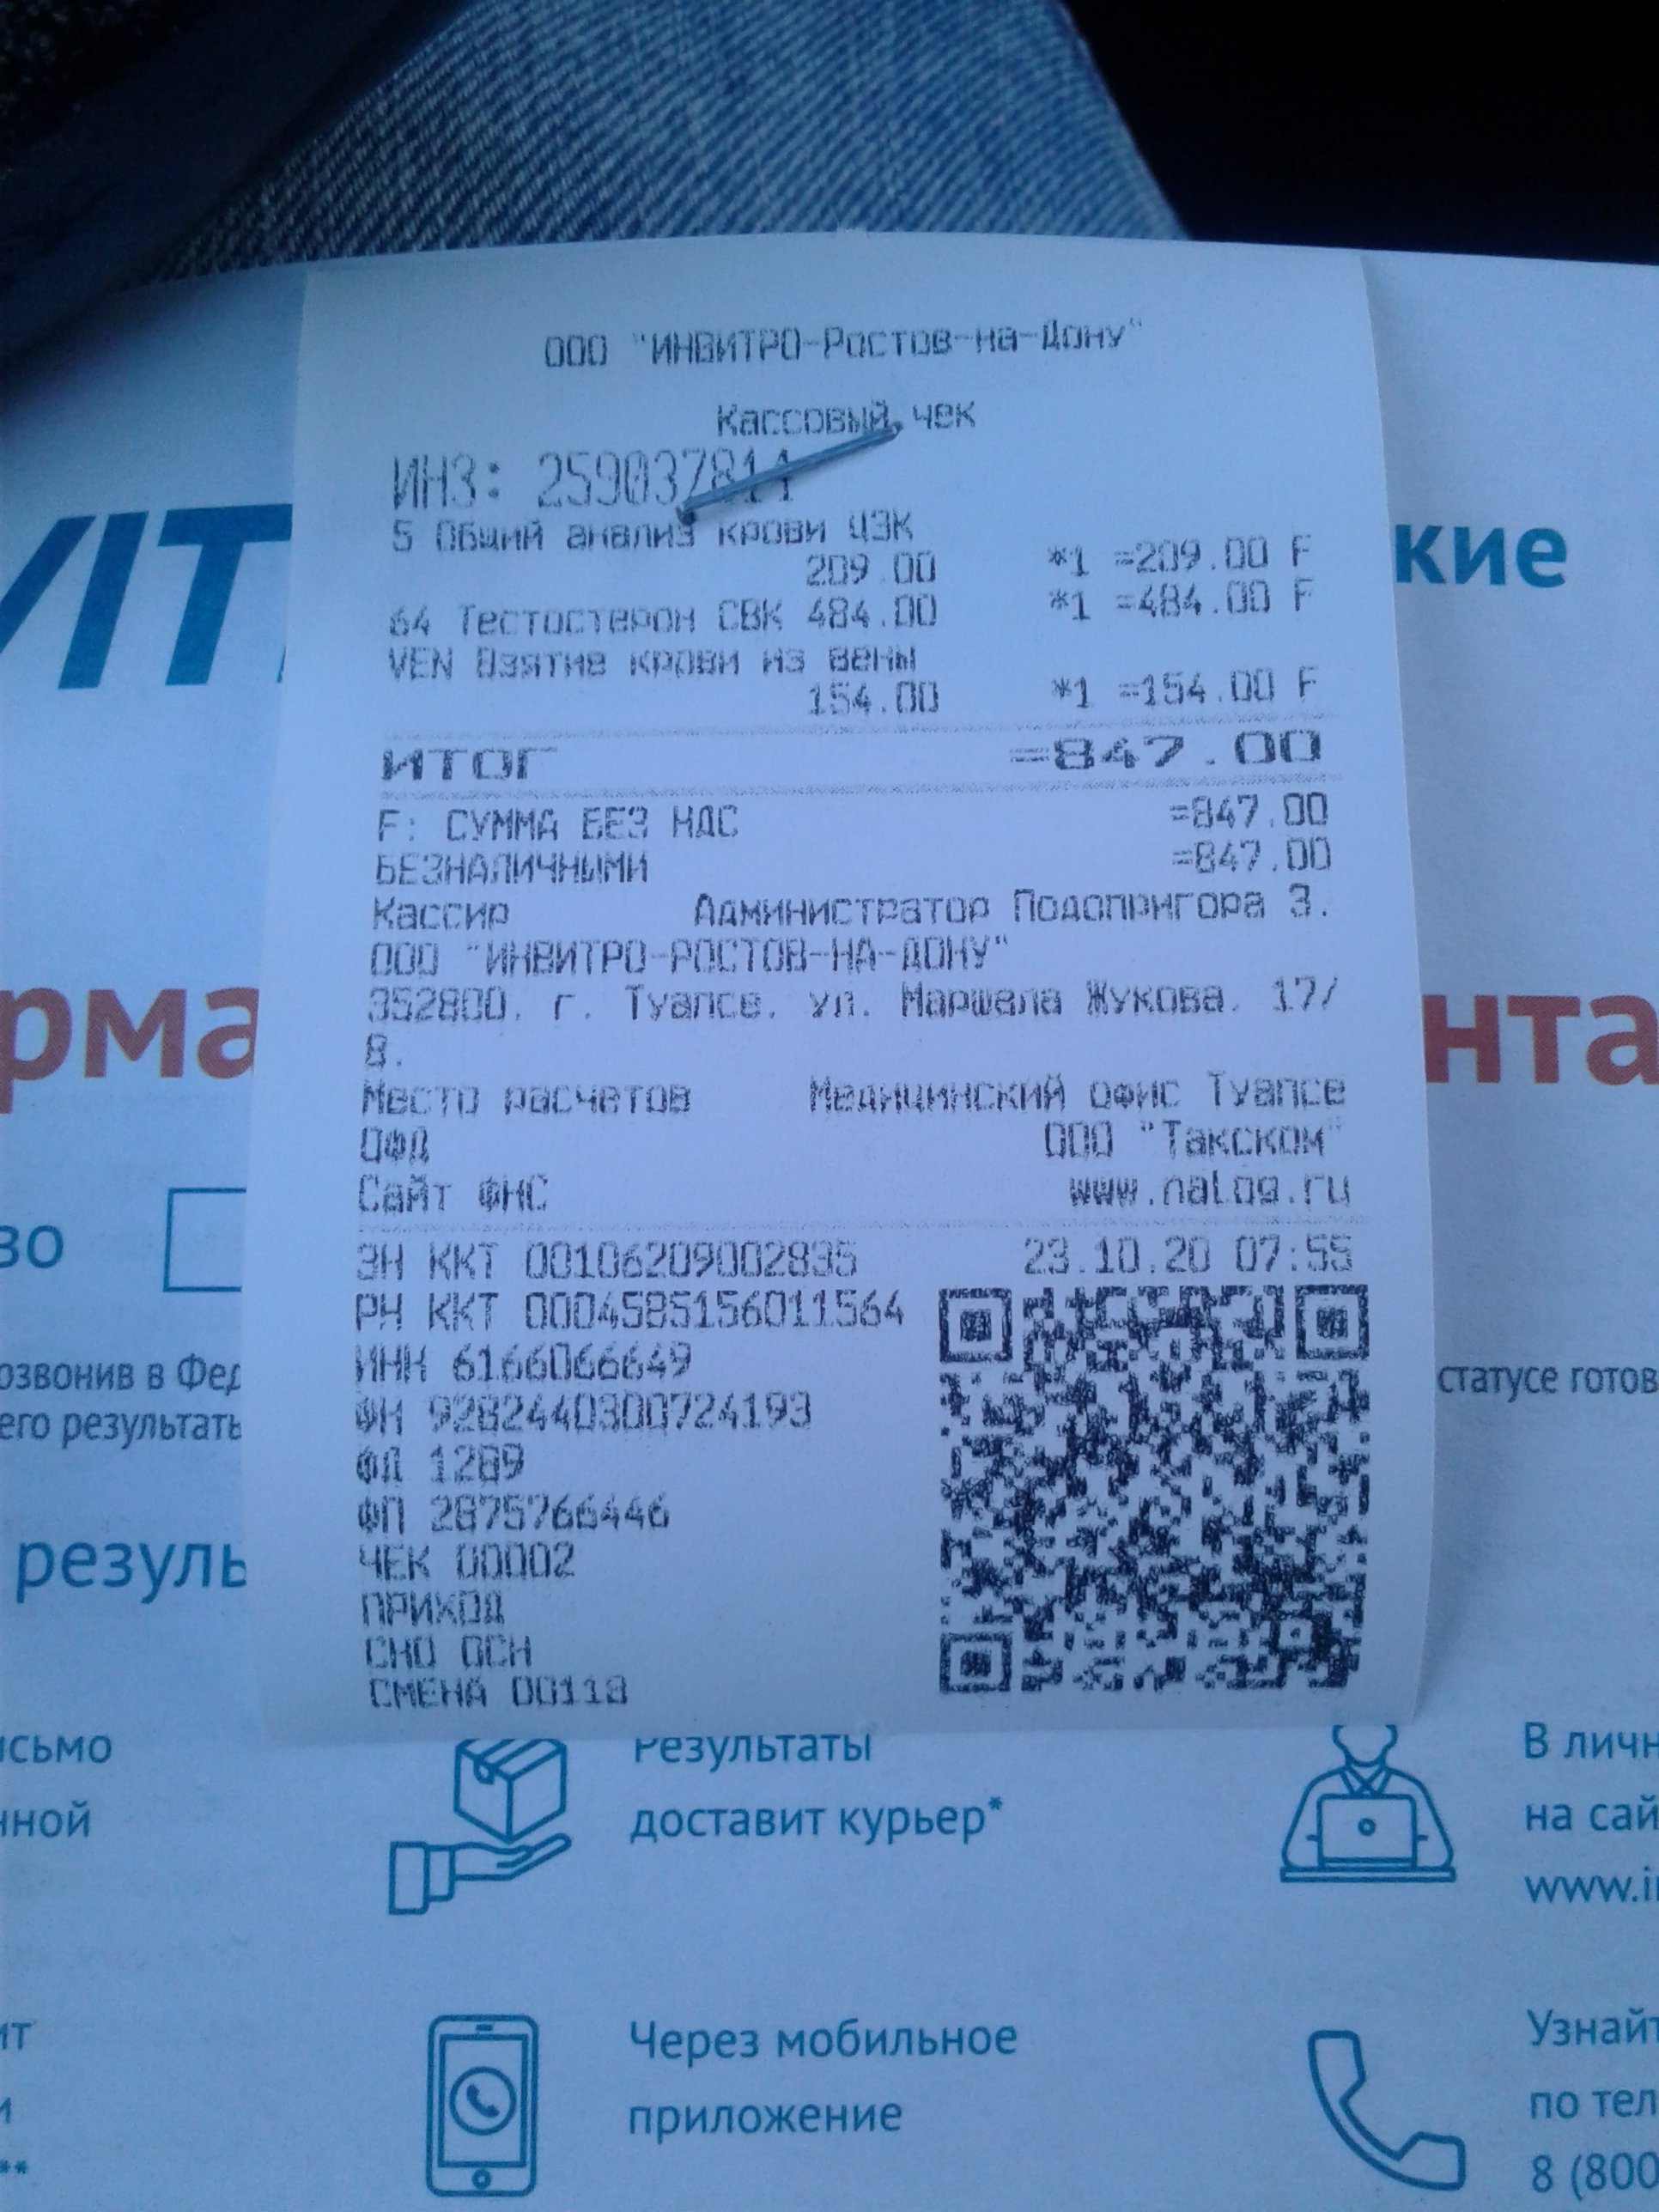 ООО "ИНВИТРО-Ростов-на-Дону"
Кассовый чек
ИНЗ: 259037814
5 Общий анализ крови ЦЭК
209.00 *1 =209.00 F
64 Тестостерон СВК 484.00 *1 =484.00 F
VEN Взятие крови из вены
154.00 *1 =154.00 F
ИТОГ =847.00
F: СУММА БЕЗ НДС =847.00
БЕЗНАЛИЧНЫМИ =847.00
Кассир Администратор Подопригора З.
ООО "ИНВИТРО-РОСТОВ-НА-ДОНУ"
352800, г. Туапсе, ул. Маршала Жукова, 17/
8.
Место расчетов Медицинский офис Туапсе
ОФД ООО "Такском"
Сайт ФНС www.nalog.ru
ЗН ККТ 00106209002835 23.10.20 07:55
РН ККТ 0004585156011564
ИНН 6166066649
ФН 9282440300724193
ФД 1289
ФП 2875766446
ЧЕК 00002
ПРИХОД
СНО ОСН
СМЕНА 00118
VIT
кие
рма
нта
во
озвонив в Фед
статусе готов
его результать
резуль
исьмо
нной
Результаты
доставит курьер*
В личн
на сай
www.i
ит
и
**
Через мобильное
приложение
Узнайт
по тел
8 (800